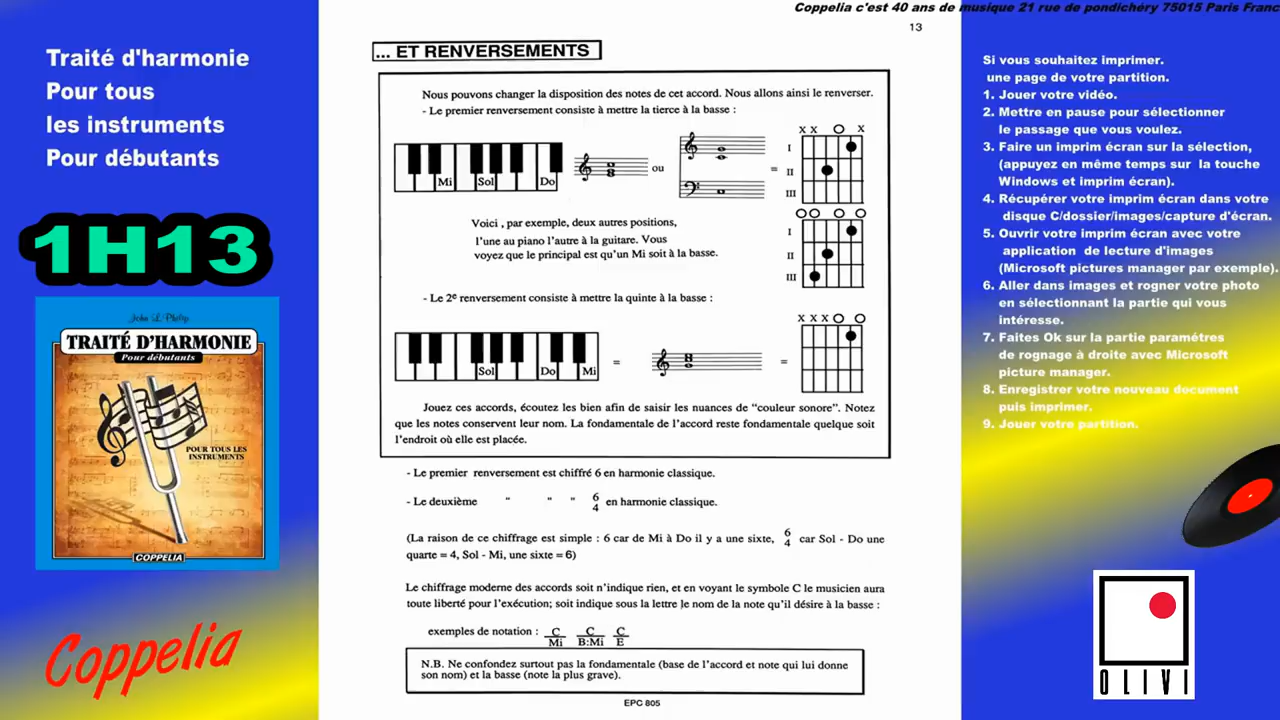 Coppelia c'est 40 ans de musique 21 rue de pondichéry 75015 Paris Franc
Traité d'harmonie
Pour tous
les instruments
Pour débutants
1H13
John L. Philip
TRAITÉ D'HARMONIE
Pour débutants
POUR TOUS LES
INSTRUMENTS
COPPELIA
Coppelia
13
... ET RENVERSEMENTS
Nous pouvons changer la disposition des notes de cet accord. Nous allons ainsi le renverser.
- Le premier renversement consiste à mettre la tierce à la basse :
Mi Sol Do
ou
=
X X O X
I
II
III
Voici , par exemple, deux autres positions,
l'une au piano l'autre à la guitare. Vous
voyez que le principal est qu'un Mi soit à la basse.
O O O O
I
II
III
- Le 2e renversement consiste à mettre la quinte à la basse :
Sol Do Mi
=
=
X X X O O
Jouez ces accords, écoutez les bien afin de saisir les nuances de "couleur sonore". Notez
que les notes conservent leur nom. La fondamentale de l'accord reste fondamentale quelque soit
l'endroit où elle est placée.
- Le premier renversement est chiffré 6 en harmonie classique.
- Le deuxième " " " 6/4 en harmonie classique.
(La raison de ce chiffrage est simple : 6 car de Mi à Do il y a une sixte, 6/4 car Sol - Do une
quarte = 4, Sol - Mi, une sixte = 6)
Le chiffrage moderne des accords soit n'indique rien, et en voyant le symbole C le musicien aura
toute liberté pour l'exécution; soit indique sous la lettre le nom de la note qu'il désire à la basse :
exemples de notation : C/Mi C/B:Mi C/E
N.B. Ne confondez surtout pas la fondamentale (base de l'accord et note qui lui donne
son nom) et la basse (note la plus grave).
EPC 805
Si vous souhaitez imprimer.
une page de votre partition.
1. Jouer votre vidéo.
2. Mettre en pause pour sélectionner
le passage que vous voulez.
3. Faire un imprim écran sur la sélection,
(appuyez en même temps sur la touche
Windows et imprim écran).
4. Récupérer votre imprim écran dans votre
disque C/dossier/images/capture d'écran.
5. Ouvrir votre imprim écran avec votre
application de lecture d'images
(Microsoft pictures manager par exemple).
6. Aller dans images et rogner votre photo
en sélectionnant la partie qui vous
intéresse.
7. Faites Ok sur la partie paramétres
de rognage à droite avec Microsoft
picture manager.
8. Enregistrer votre nouveau document
puis imprimer.
9. Jouer votre partition.
OLIVI